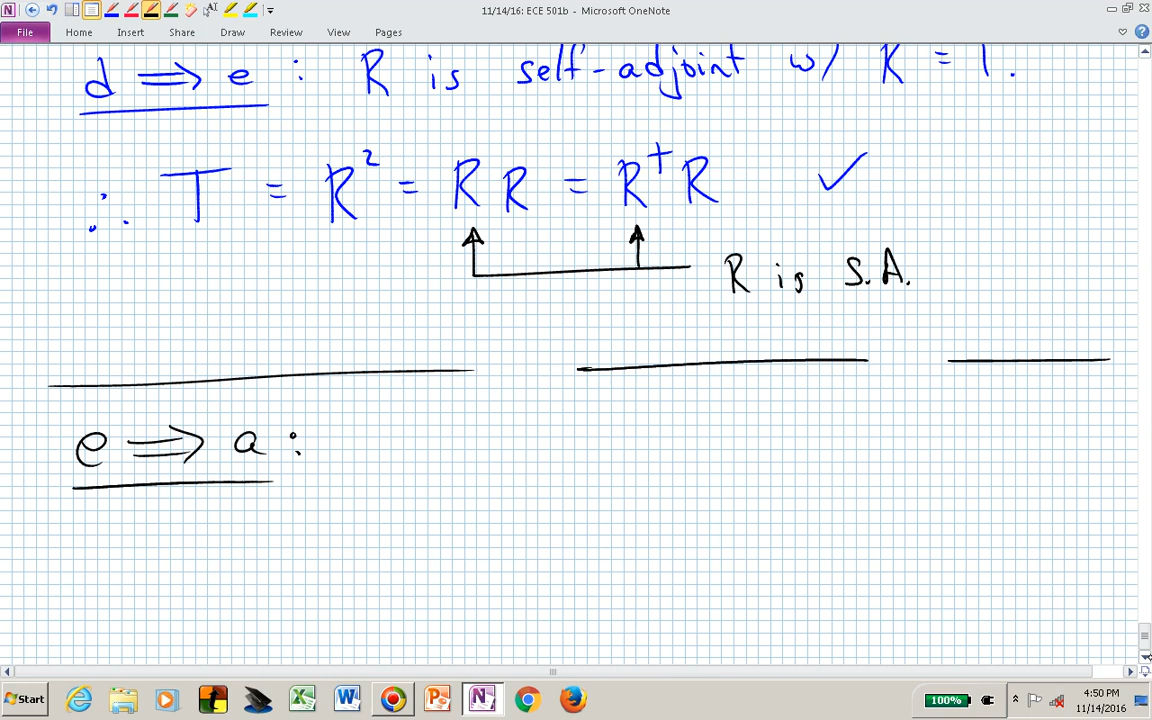 11/14/16: ECE 501b - Microsoft OneNote
File Home Insert Share Draw Review View Pages
d ⟹ e : R is self-adjoint w/ K = 1.
∴ T = R² = R R = R† R ✓
R is S.A.
e ⟹ a :
Start 100% 4:50 PM
11/14/2016